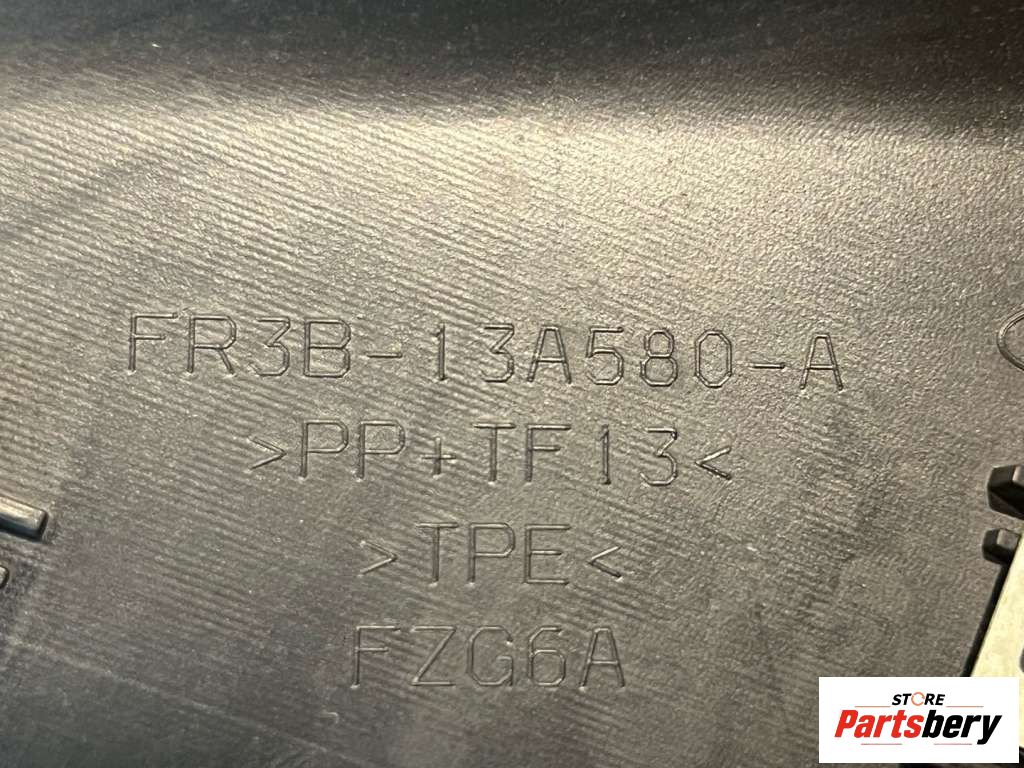 FR3B-13A580-A
>PP+TF13<
>TPE<
FZG6A
STORE
Partsbery